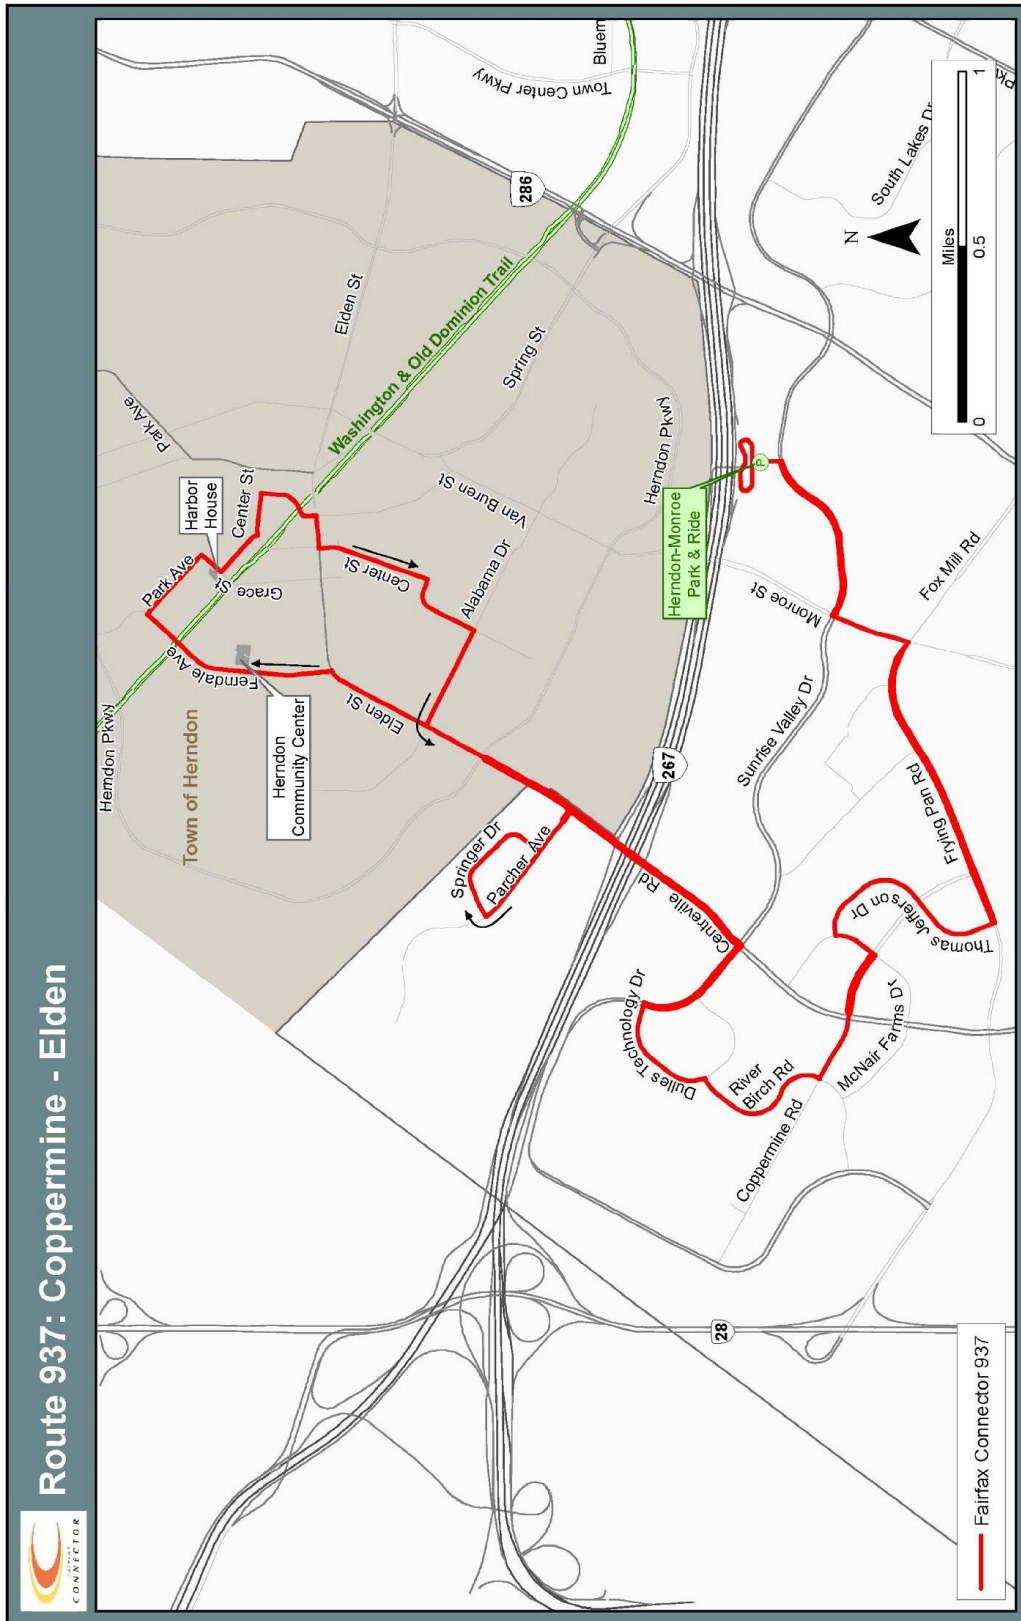 FAIRFAX
CONNECTOR
Route 937: Coppermine - Elden
Herndon Pkwy
Park Ave
Park Ave
Harbor
House
Center St
Grace St
Ferndale Ave
Town of Herndon
Herndon
Community Center
Elden St
Elden St
Washington & Old Dominion Trail
Town Center Pkwy
Bluem
286
Spring St
Van Buren St
Center St
Alabama Dr
Herndon Pkwy
Springer Dr
Parcher Ave
267
Herndon-Monroe
Park & Ride
P
Monroe St
Sunrise Valley Dr
Centreville Rd
Dulles Technology Dr
River
Birch Rd
Coppermine Rd
McNair Farms Dr
Thomas Jefferson Dr
Frying Pan Rd
Fox Mill Rd
South Lakes Dr
Pkwy
28
N
Miles
0
0.5
1
Fairfax Connector 937